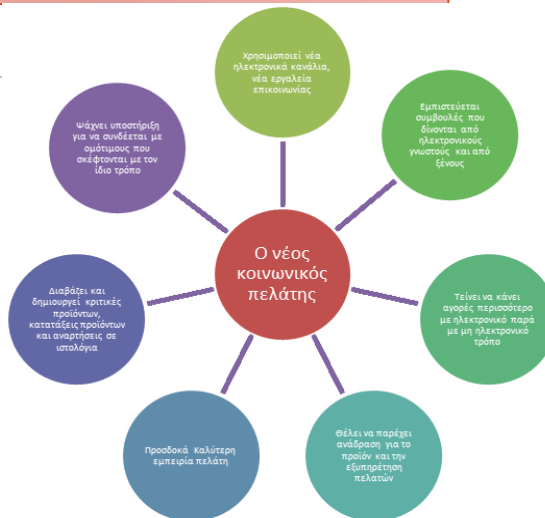 Χρησιμοποιεί νέα
ηλεκτρονικά κανάλια,
νέα εργαλεία
επικοινωνίας
Εμπιστεύεται
συμβουλές που
δίνονται από
ηλεκτρονικούς
γνωστούς και από
ξένους
Τείνει να κάνει
αγορές περισσότερο
με ηλεκτρονικό παρά
με μη ηλεκτρονικό
τρόπο
Θέλει να παρέχει
ανάδραση για το
προϊόν και την
εξυπηρέτηση
πελατών
Προσδοκά Καλύτερη
εμπειρία πελάτη
Διαβάζει και
δημιουργεί κριτικές
προϊόντων,
κατατάξεις προϊόντων
και αναρτήσεις σε
ιστολόγια
Ψάχνει υποστήριξη
για να συνδέεται με
ομότιμους που
σκέφτονται με τον
ίδιο τρόπο
Ο νέος
κοινωνικός
πελάτης